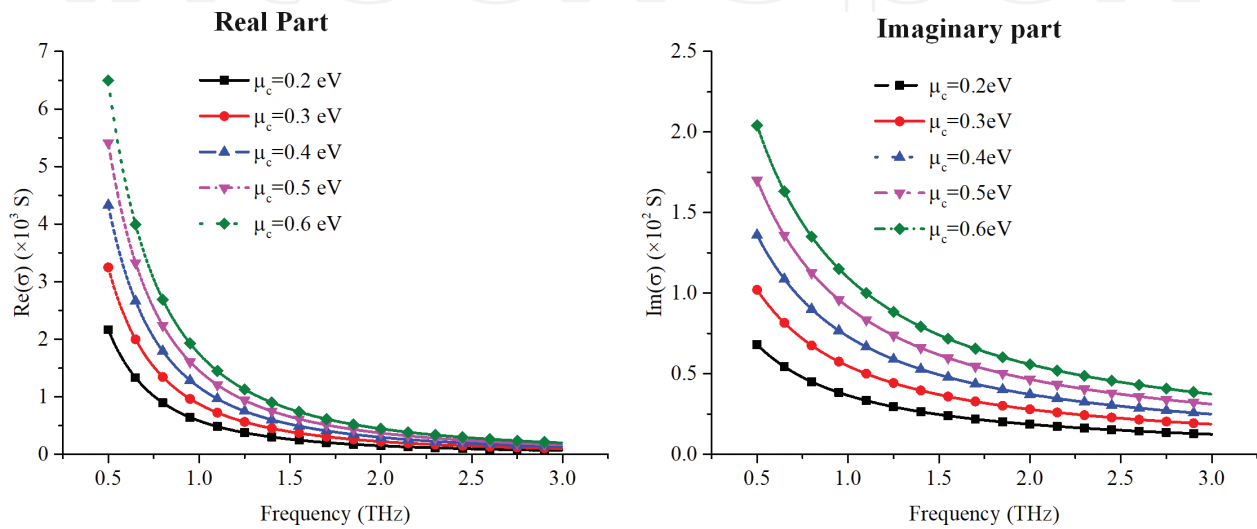 Real Part
7
6
5
4
3
2
1
0
Re(σ) (×10³ S)
μc=0.2 eV
μc=0.3 eV
μc=0.4 eV
μc=0.5 eV
μc=0.6 eV
0.5 1.0 1.5 2.0 2.5 3.0
Frequency (THz)
Imaginary part
2.5
2.0
1.5
1.0
0.5
0.0
Im(σ) (×10² S)
μc=0.2eV
μc=0.3eV
μc=0.4eV
μc=0.5eV
μc=0.6eV
0.5 1.0 1.5 2.0 2.5 3.0
Frequency (THz)